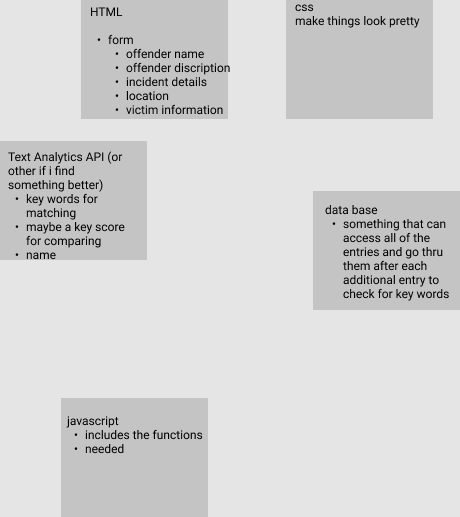 HTML
• form
• offender name
• offender discription
• incident details
• location
• victim information
css
make things look pretty
Text Analytics API (or
other if i find
something better)
• key words for
matching
• maybe a key score
for comparing
• name
data base
• something that can
access all of the
entries and go thru
them after each
additional entry to
check for key words
javascript
• includes the functions
• needed